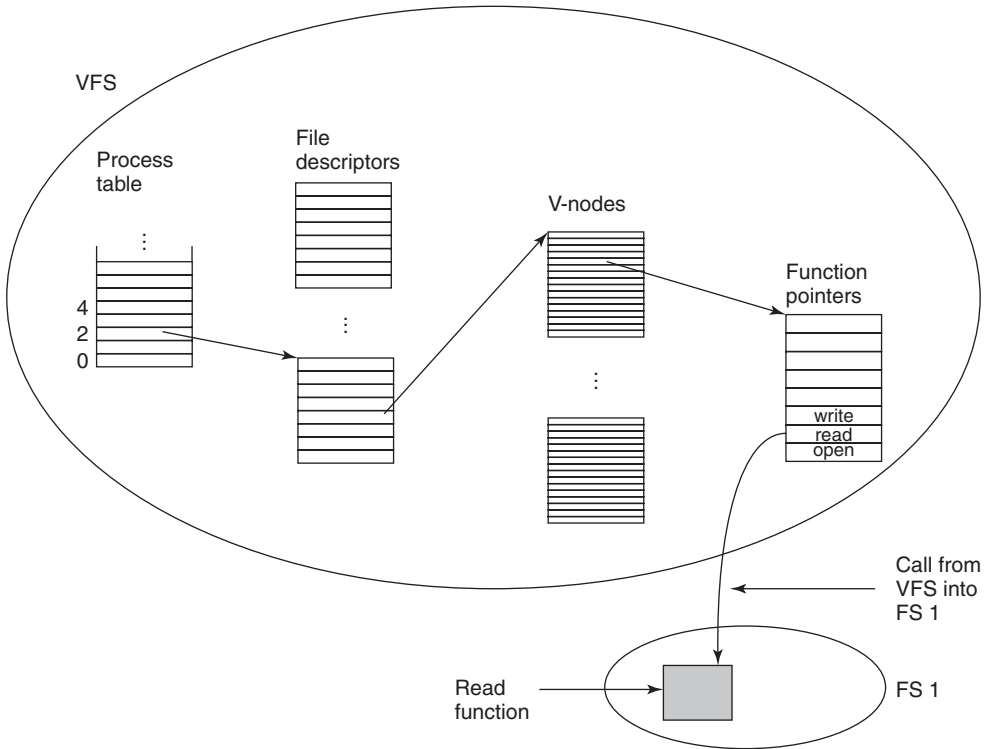 VFS
Process
table
File
descriptors
V-nodes
Function
pointers
...
...
...
4
2
0
write
read
open
Call from
VFS into
FS 1
Read
function
FS 1